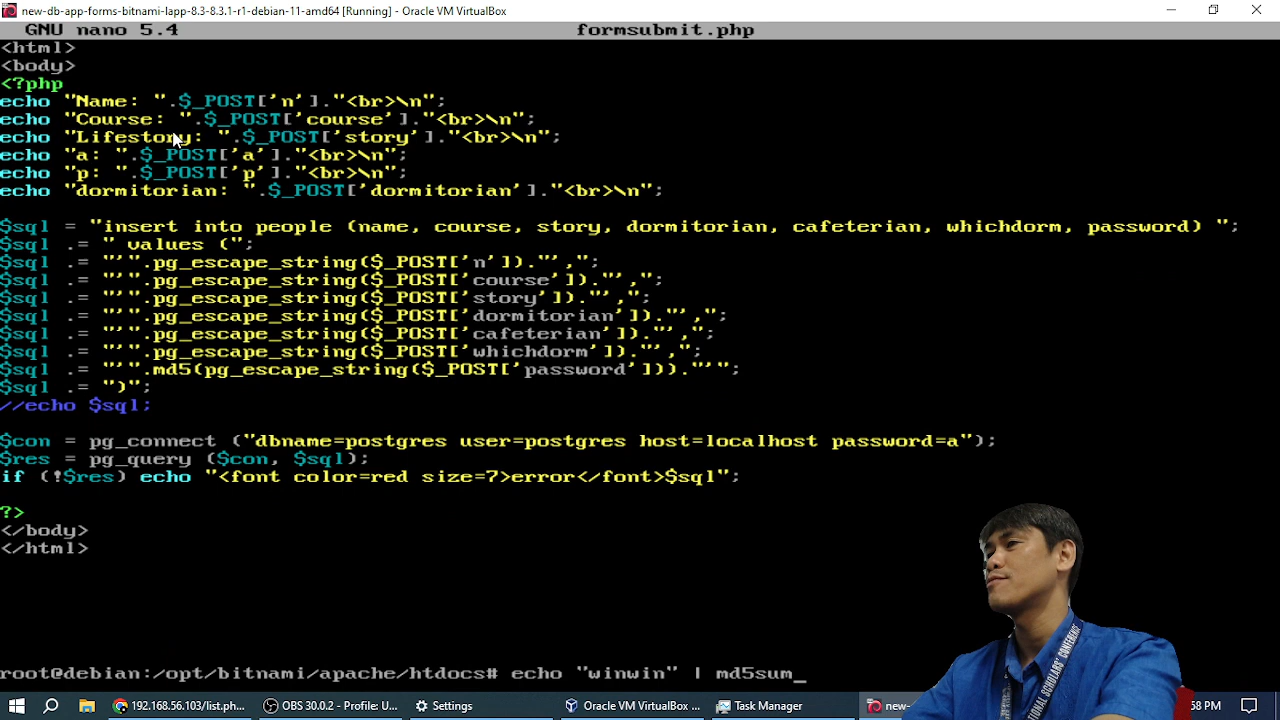 new-db-app-forms-bitnami-lapp-8.3-8.3.1-r1-debian-11-amd64 [Running] - Oracle VM VirtualBox
GNU nano 5.4 formsubmit.php
<html>
<body>
<?php
echo "Name: ".$_POST['n']."<br>\n";
echo "Course: ".$_POST['course']."<br>\n";
echo "Lifestory: ".$_POST['story']."<br>\n";
echo "a: ".$_POST['a']."<br>\n";
echo "p: ".$_POST['p']."<br>\n";
echo "dormitorian: ".$_POST['dormitorian']."<br>\n";
$sql = "insert into people (name, course, story, dormitorian, cafeterian, whichdorm, password) ";
$sql .= " values (";
$sql .= "'".pg_escape_string($_POST['n'])."',";
$sql .= "'".pg_escape_string($_POST['course'])."',";
$sql .= "'".pg_escape_string($_POST['story'])."',";
$sql .= "'".pg_escape_string($_POST['dormitorian'])."',";
$sql .= "'".pg_escape_string($_POST['cafeterian'])."',";
$sql .= "'".pg_escape_string($_POST['whichdorm'])."',";
$sql .= "'".md5(pg_escape_string($_POST['password']))."'";
$sql .= ")";
//echo $sql;
$con = pg_connect ("dbname=postgres user=postgres host=localhost password=a");
$res = pg_query ($con, $sql);
if (!$res) echo "<font color=red size=7>error</font>$sql";
?>
</body>
</html>
root@debian:/opt/bitnami/apache/htdocs# echo "winwin" | md5sum_
192.168.56.103/list.ph... OBS 30.0.2 - Profile: U... Settings Oracle VM VirtualBox ... Task Manager new- :58 PM